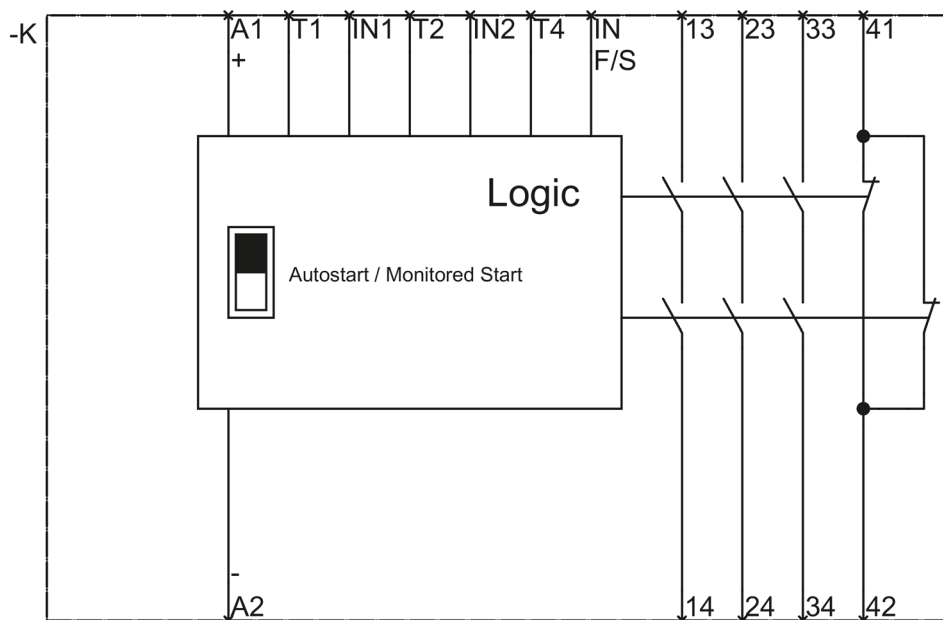 -K
A1 T1 IN1 T2 IN2 T4 IN 13 23 33 41
+ F/S
Logic
Autostart / Monitored Start
-
A2 14 24 34 42